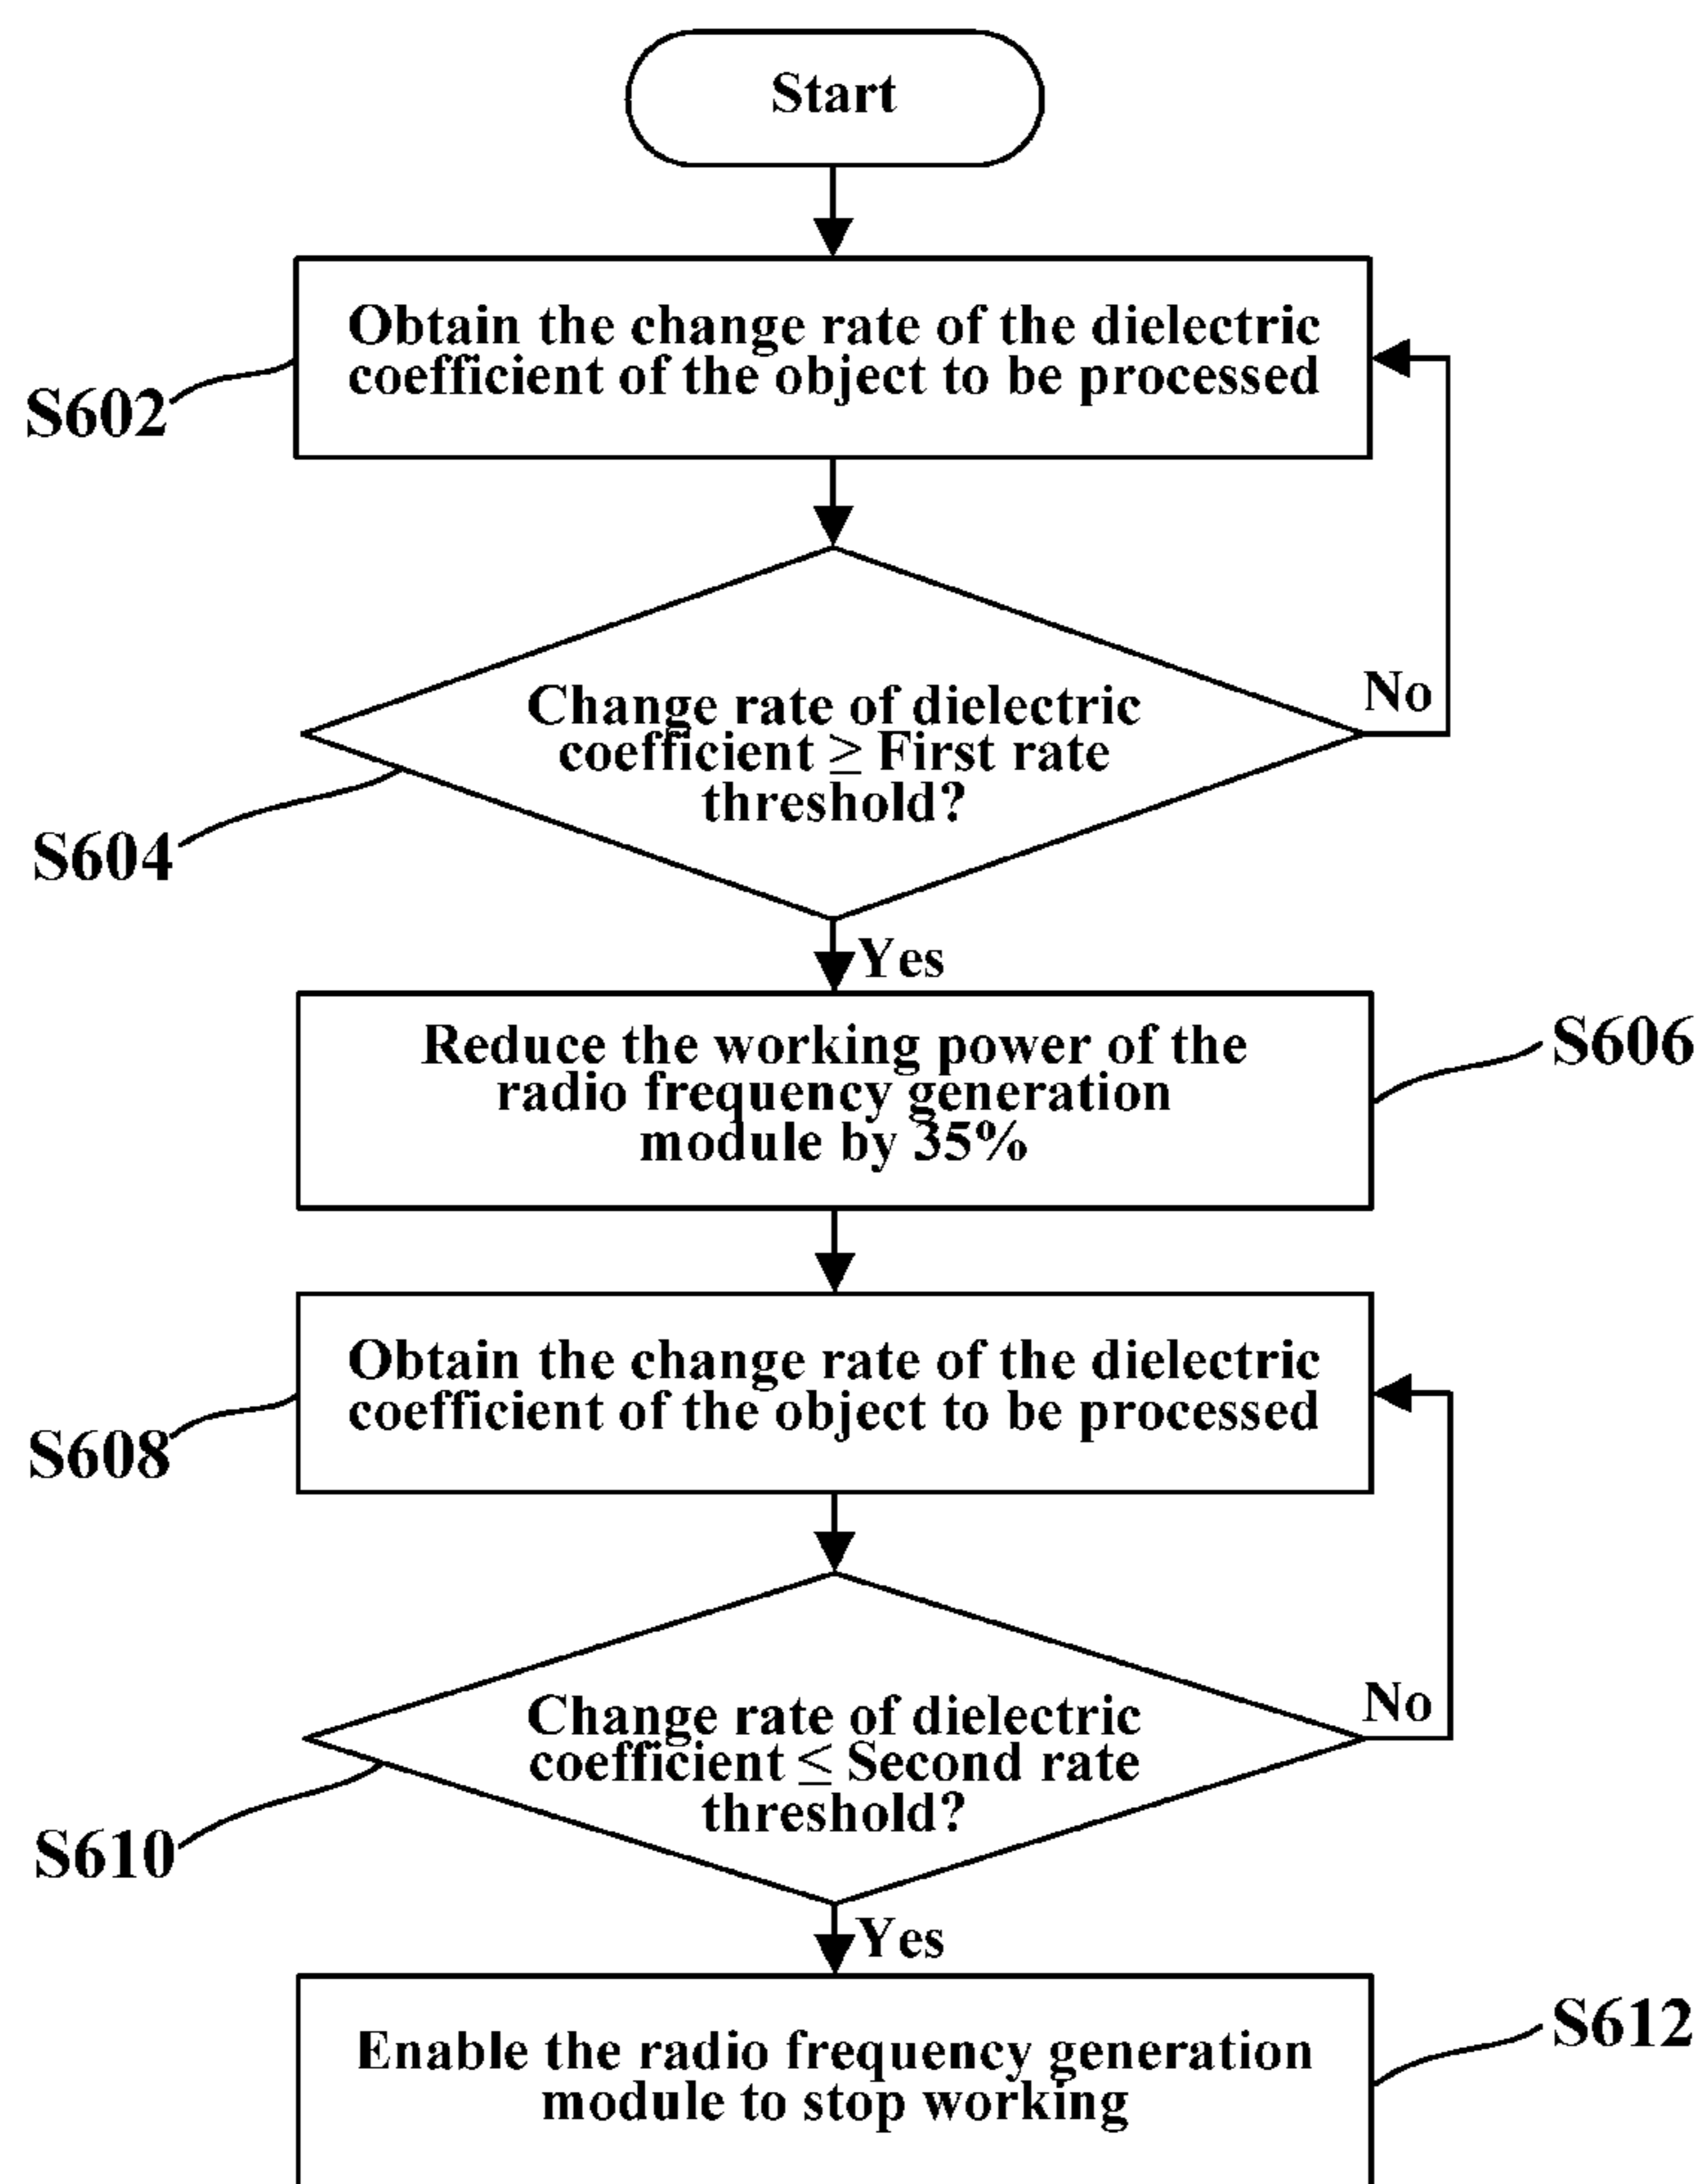 Start
Obtain the change rate of the dielectric
coefficient of the object to be processed
S602
Change rate of dielectric
coefficient ≥ First rate
threshold?
No
S604
Yes
Reduce the working power of the
radio frequency generation
module by 35%
S606
Obtain the change rate of the dielectric
coefficient of the object to be processed
S608
Change rate of dielectric
coefficient ≤ Second rate
threshold?
No
S610
Yes
Enable the radio frequency generation
module to stop working
S612